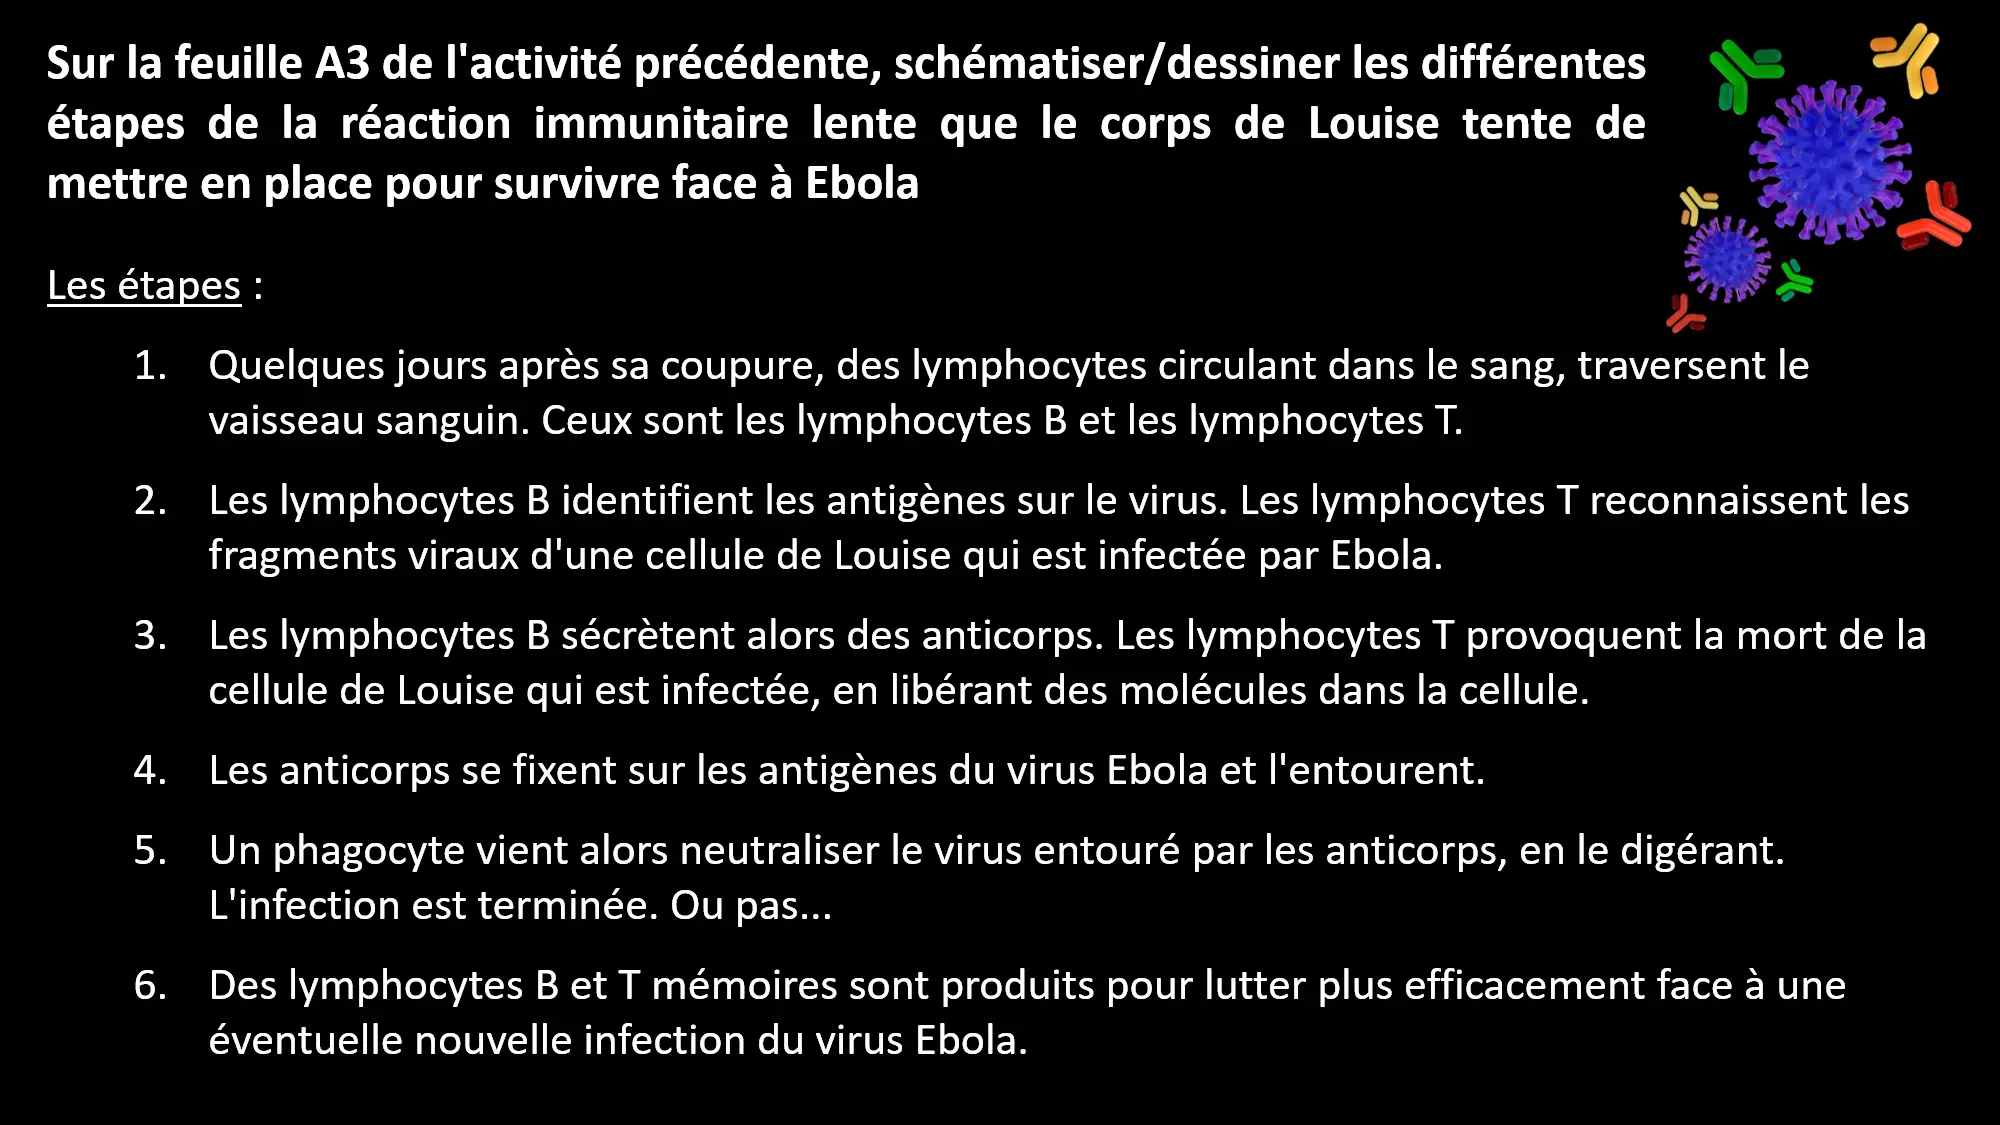 Sur la feuille A3 de l'activité précédente, schématiser/dessiner les différentes
étapes de la réaction immunitaire lente que le corps de Louise tente de
mettre en place pour survivre face à Ebola
Les étapes :
1. Quelques jours après sa coupure, des lymphocytes circulant dans le sang, traversent le
vaisseau sanguin. Ceux sont les lymphocytes B et les lymphocytes T.
2. Les lymphocytes B identifient les antigènes sur le virus. Les lymphocytes T reconnaissent les
fragments viraux d'une cellule de Louise qui est infectée par Ebola.
3. Les lymphocytes B sécrètent alors des anticorps. Les lymphocytes T provoquent la mort de la
cellule de Louise qui est infectée, en libérant des molécules dans la cellule.
4. Les anticorps se fixent sur les antigènes du virus Ebola et l'entourent.
5. Un phagocyte vient alors neutraliser le virus entouré par les anticorps, en le digérant.
L'infection est terminée. Ou pas...
6. Des lymphocytes B et T mémoires sont produits pour lutter plus efficacement face à une
éventuelle nouvelle infection du virus Ebola.